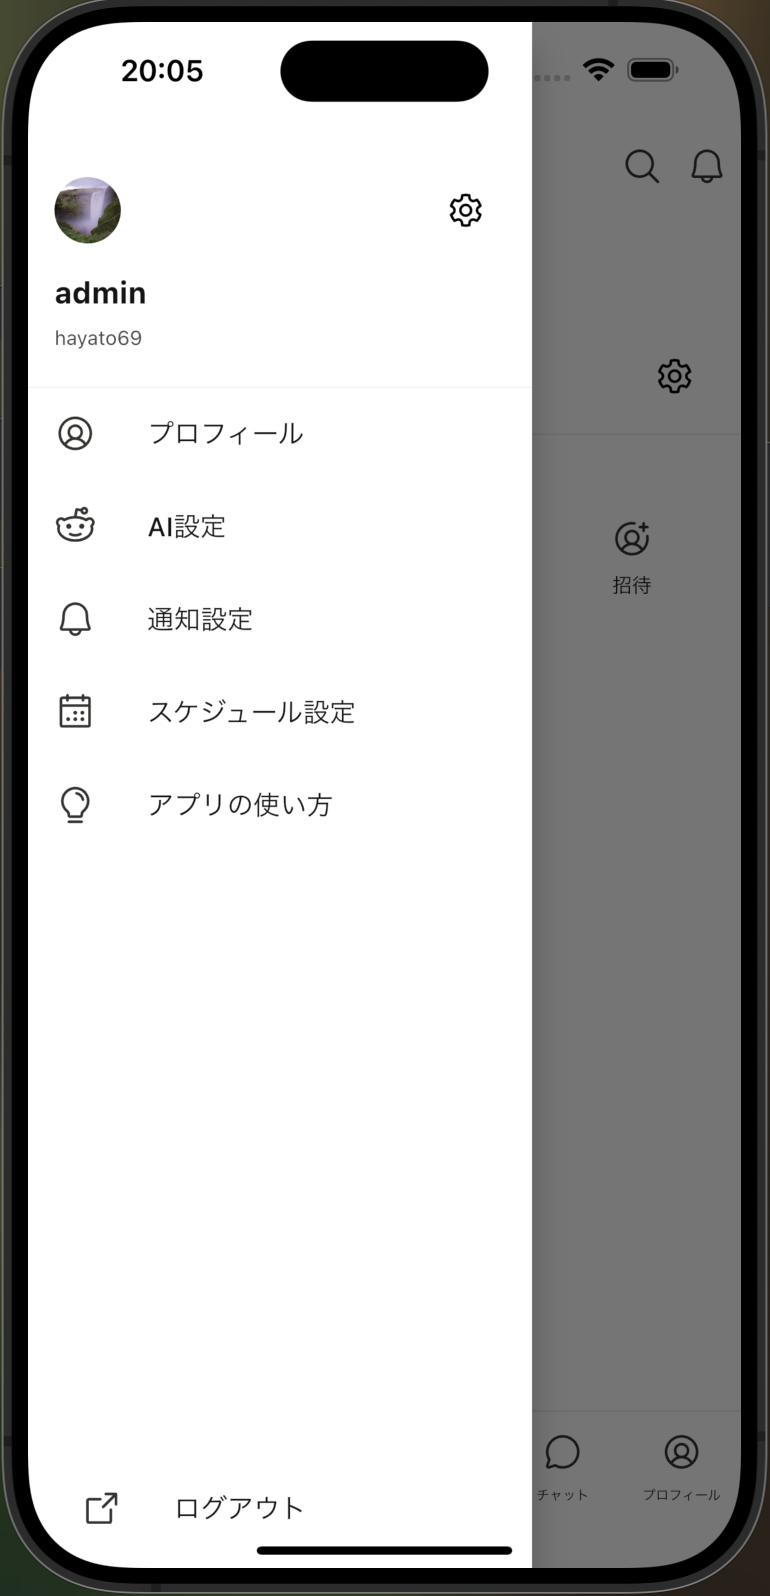 20:05
admin
hayato69
プロフィール
AI設定
通知設定
スケジュール設定
アプリの使い方
ログアウト
招待
チャット
プロフィール